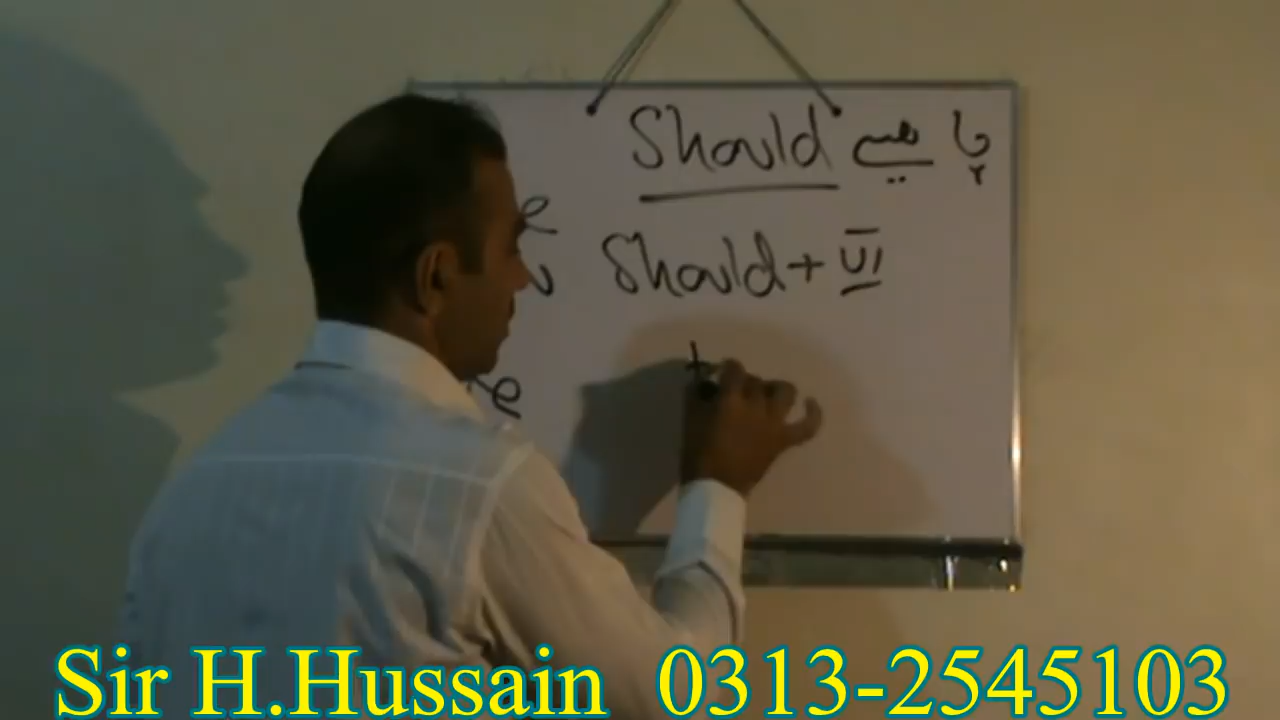 Should چاہیے
Should + V1
Sir H.Hussain 0313-2545103